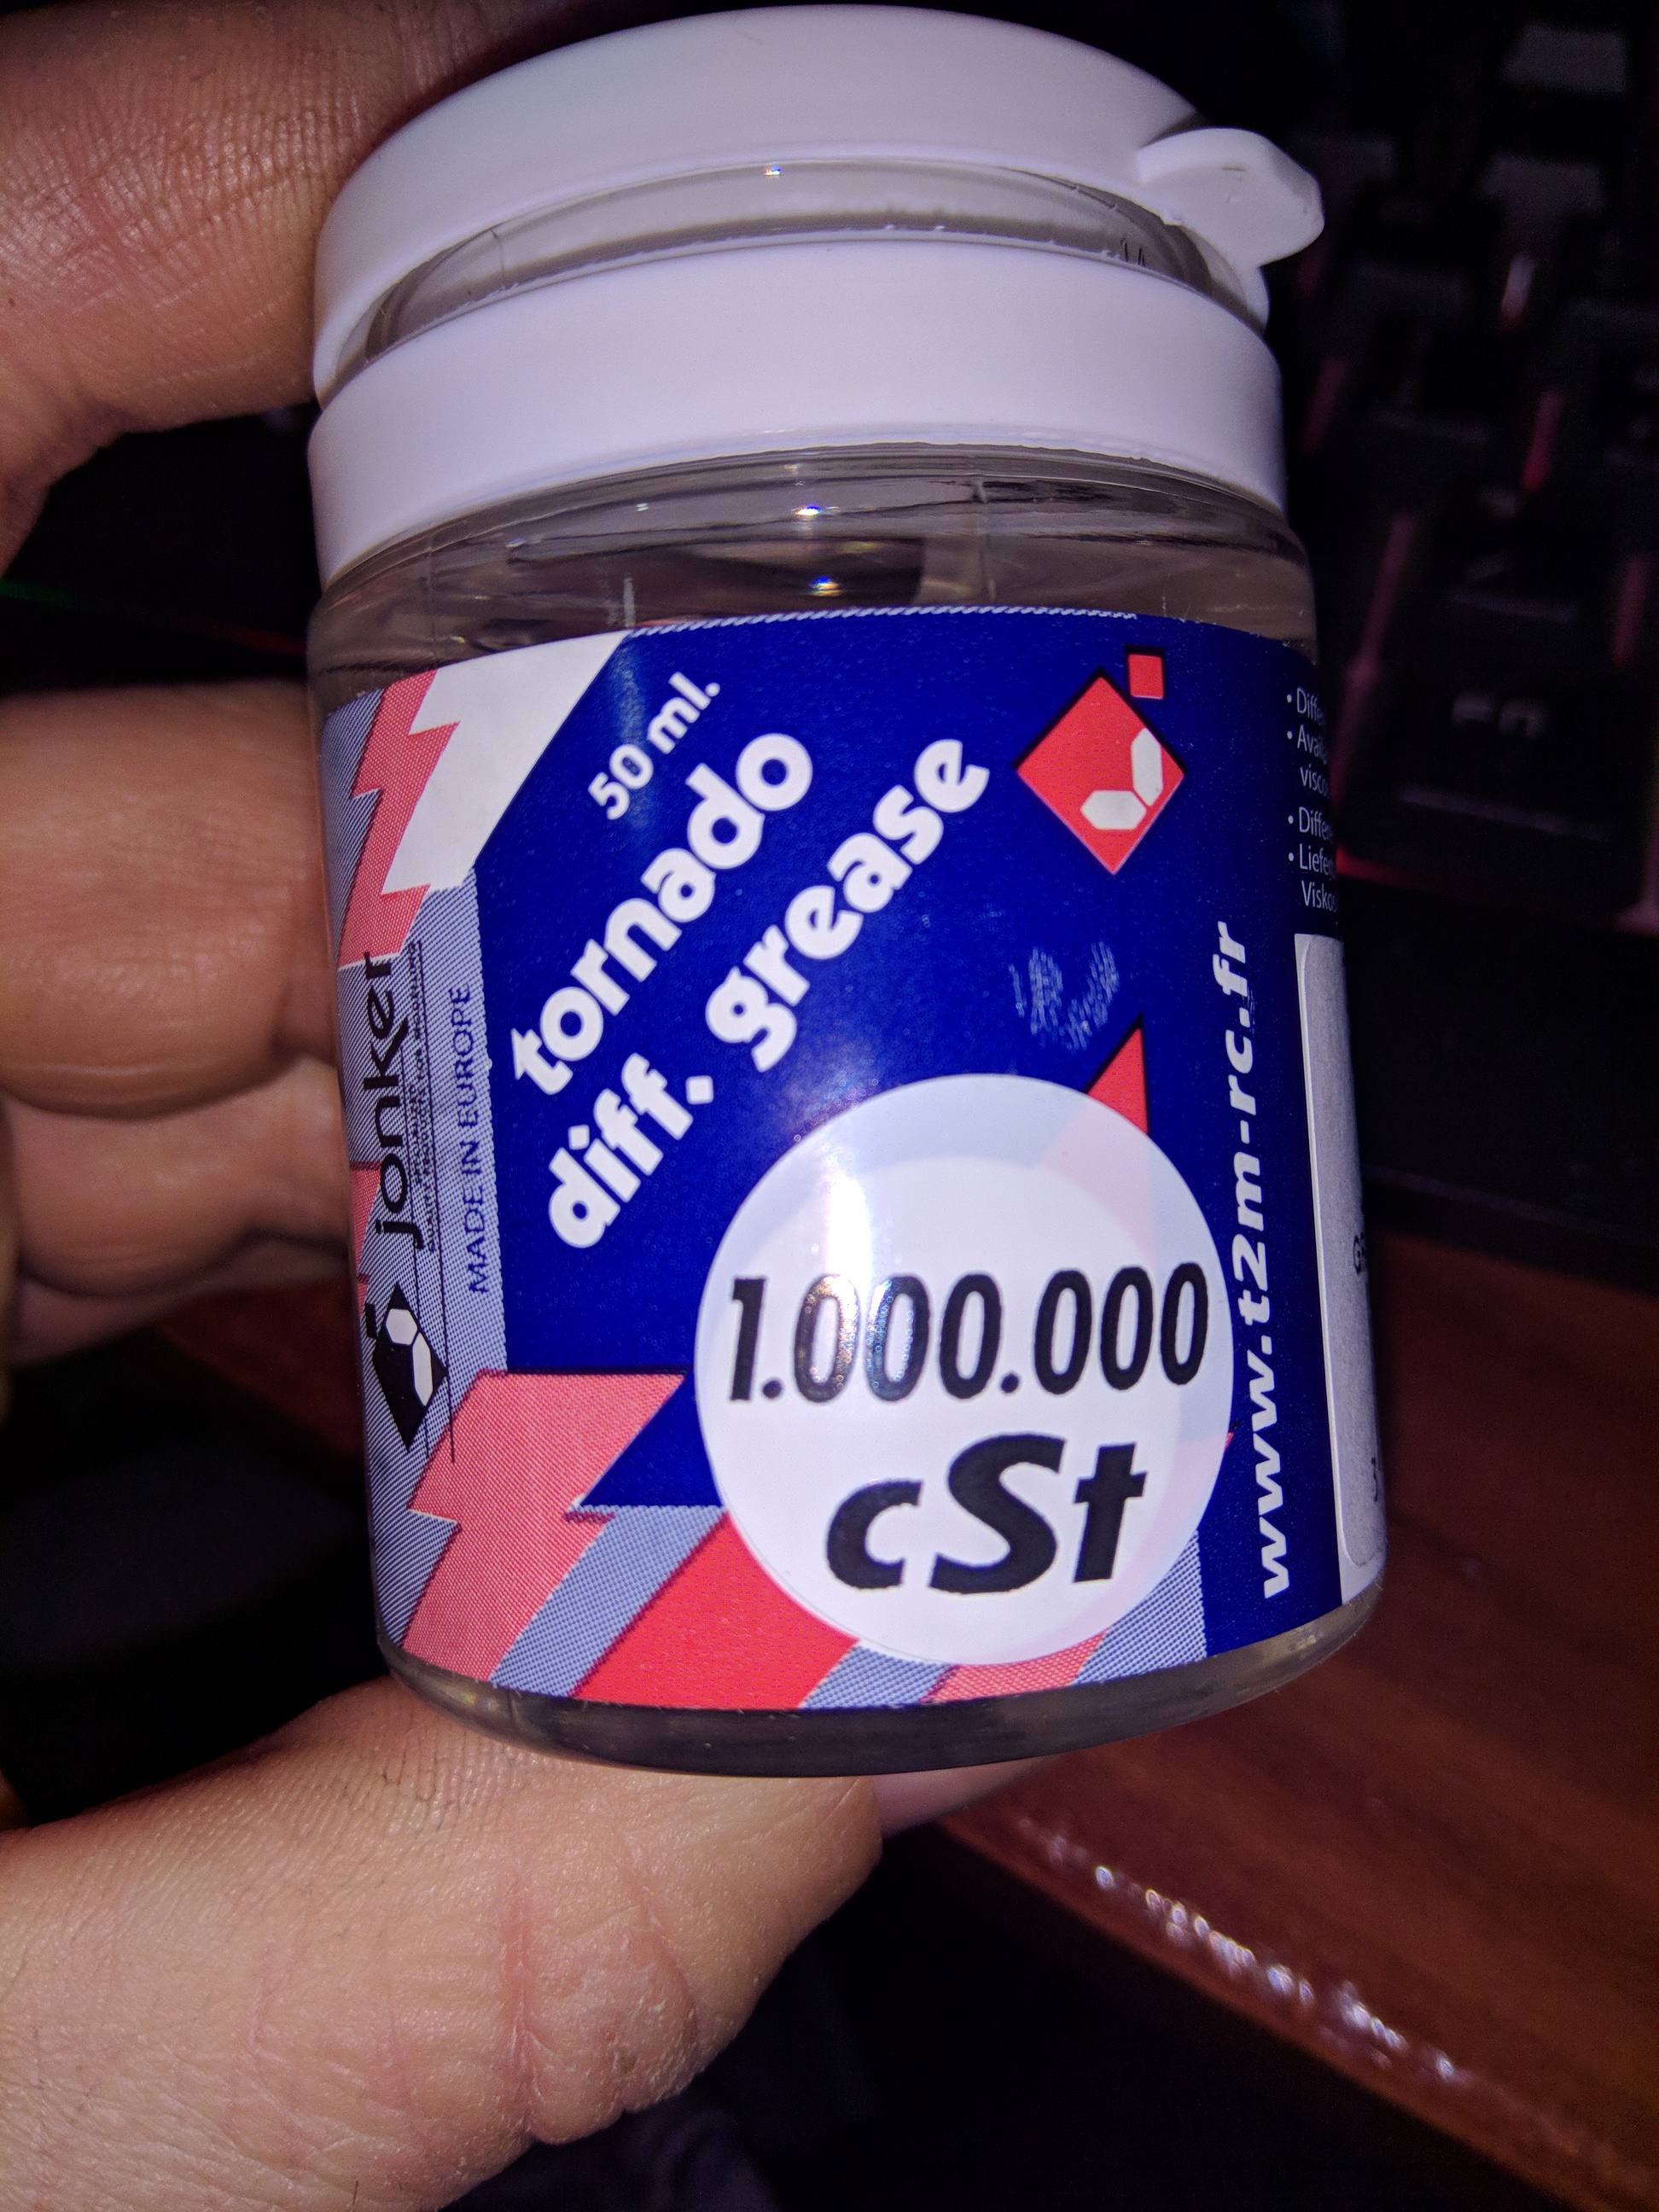 50 ml.
tornado
diff. grease
1.000.000
cSt
www.t2m-rc.fr
jonker
MADE IN EUROPE